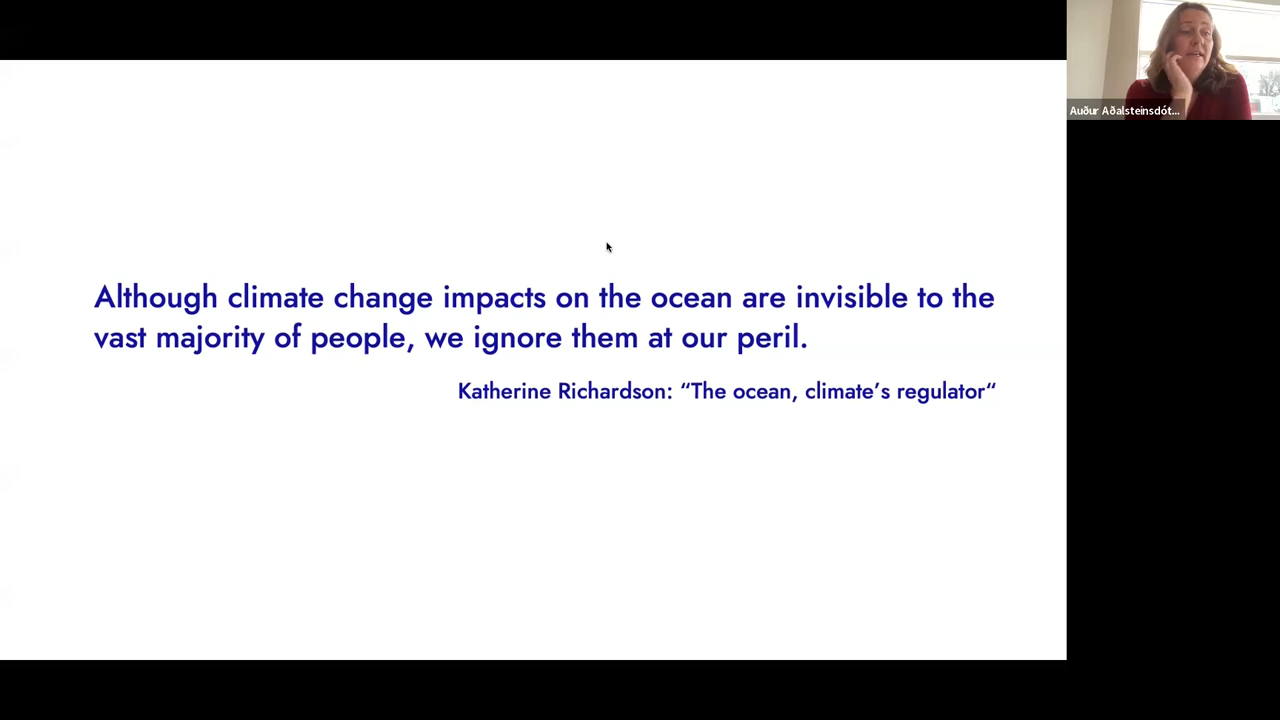 Although climate change impacts on the ocean are invisible to the
vast majority of people, we ignore them at our peril.
Katherine Richardson: “The ocean, climate’s regulator“
Auður Aðalsteinsdót...